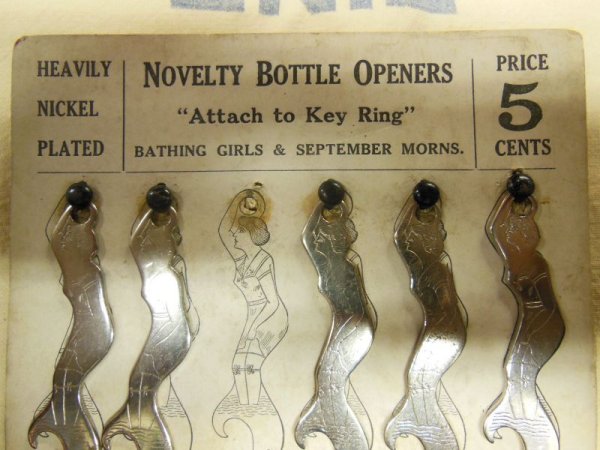 HEAVILY
NICKEL
PLATED
NOVELTY BOTTLE OPENERS
"Attach to Key Ring"
BATHING GIRLS & SEPTEMBER MORNS.
PRICE
5
CENTS